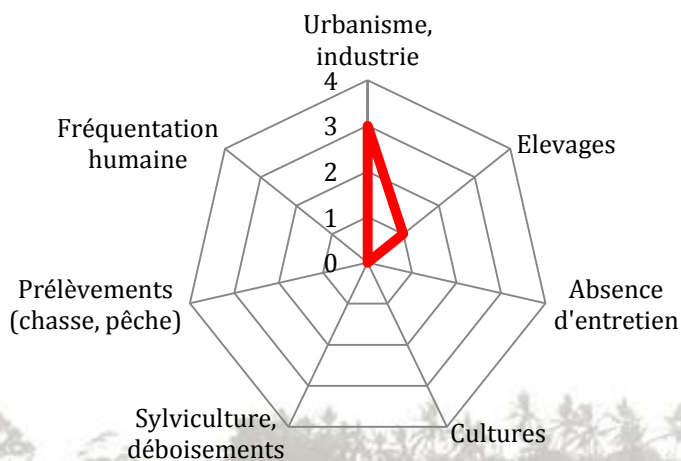 Urbanisme,
industrie
4
3
2
1
0
Elevages
Absence
d'entretien
Cultures
Sylviculture,
déboisements
Prélèvements
(chasse, pêche)
Fréquentation
humaine